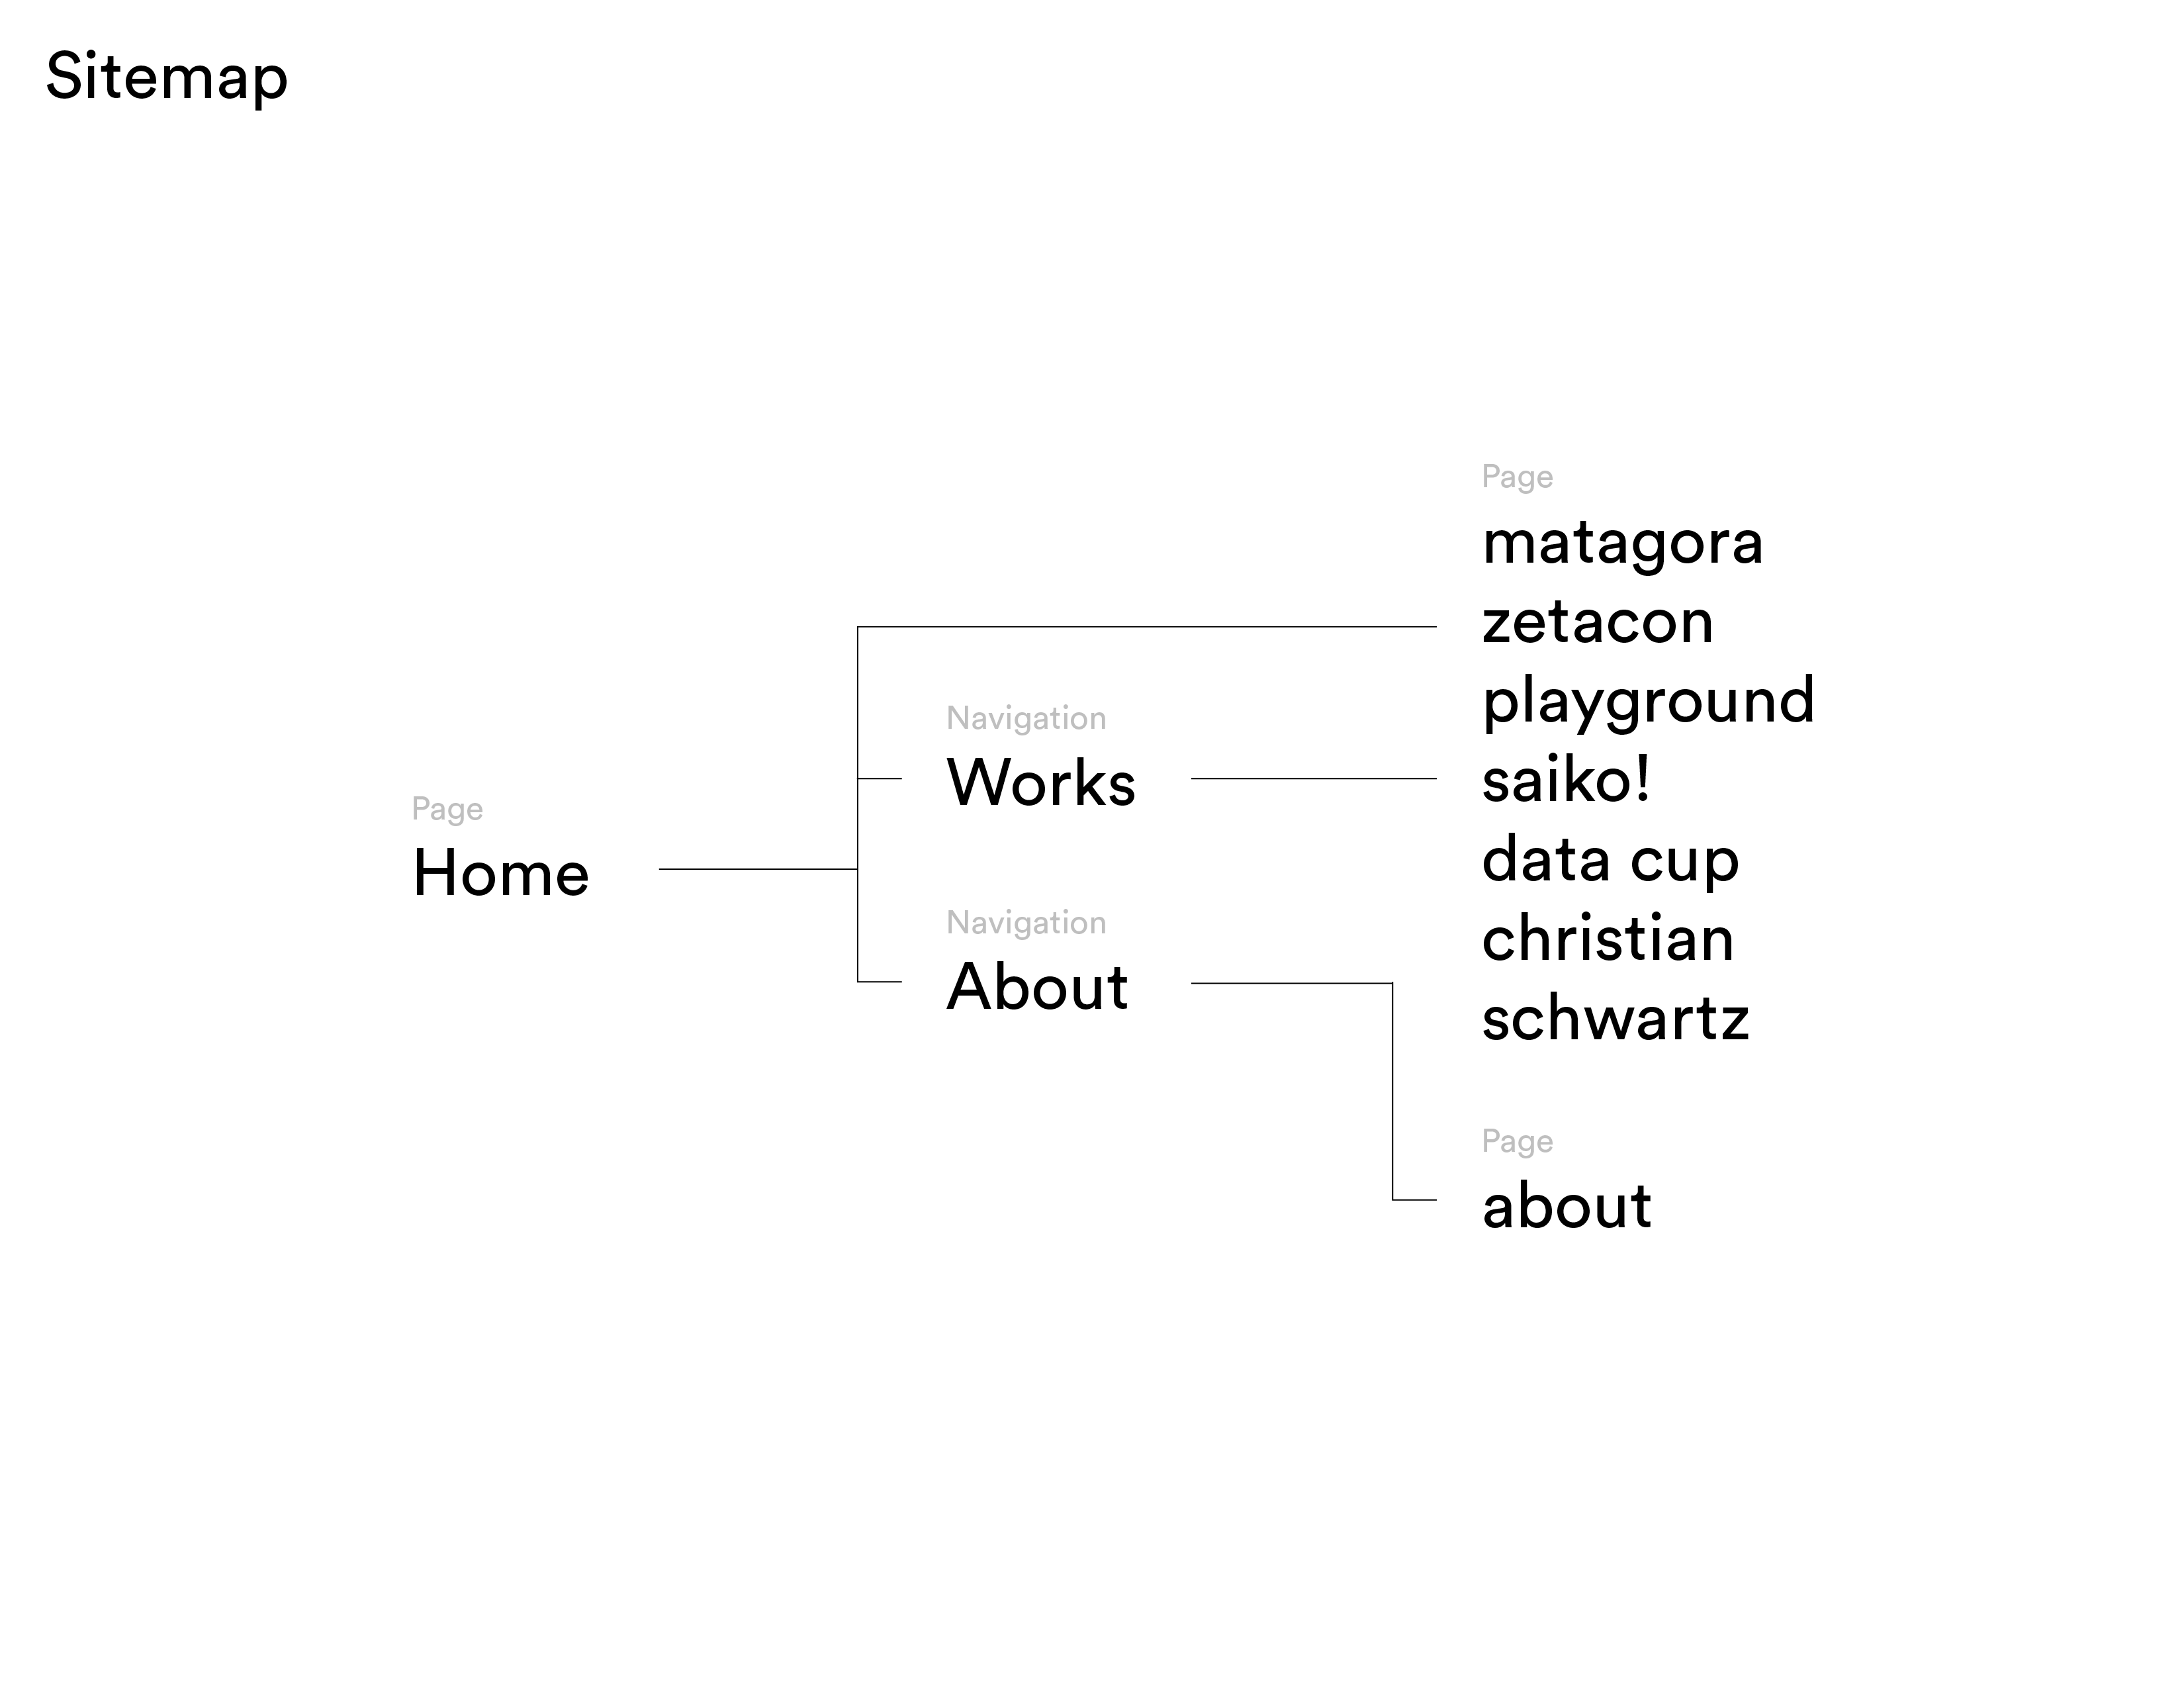 Sitemap
Page
Home
Navigation
Works
Navigation
About
Page
matagora
zetacon
playground
saiko!
data cup
christian
schwartz
Page
about